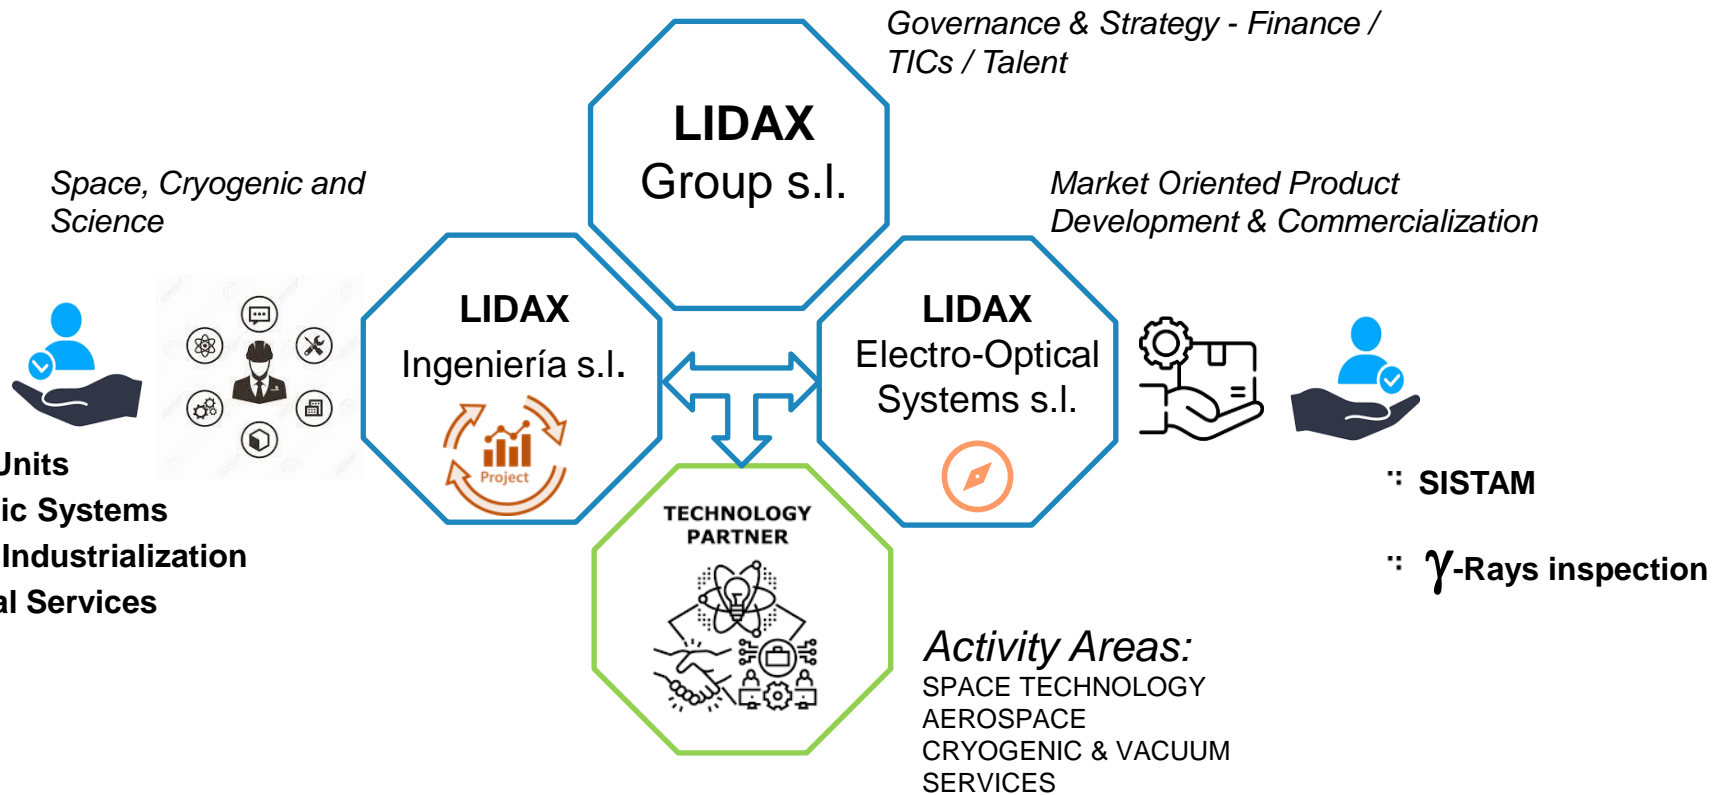 Governance & Strategy - Finance /
TICs / Talent
LIDAX
Group s.l.
Space, Cryogenic and
Science
Market Oriented Product
Development & Commercialization
LIDAX
Ingeniería s.l.
Project
LIDAX
Electro-Optical
Systems s.l.
TECHNOLOGY
PARTNER
Units
ic Systems
Industrialization
al Services
SISTAM
γ-Rays inspection
Activity Areas:
SPACE TECHNOLOGY
AEROSPACE
CRYOGENIC & VACUUM
SERVICES